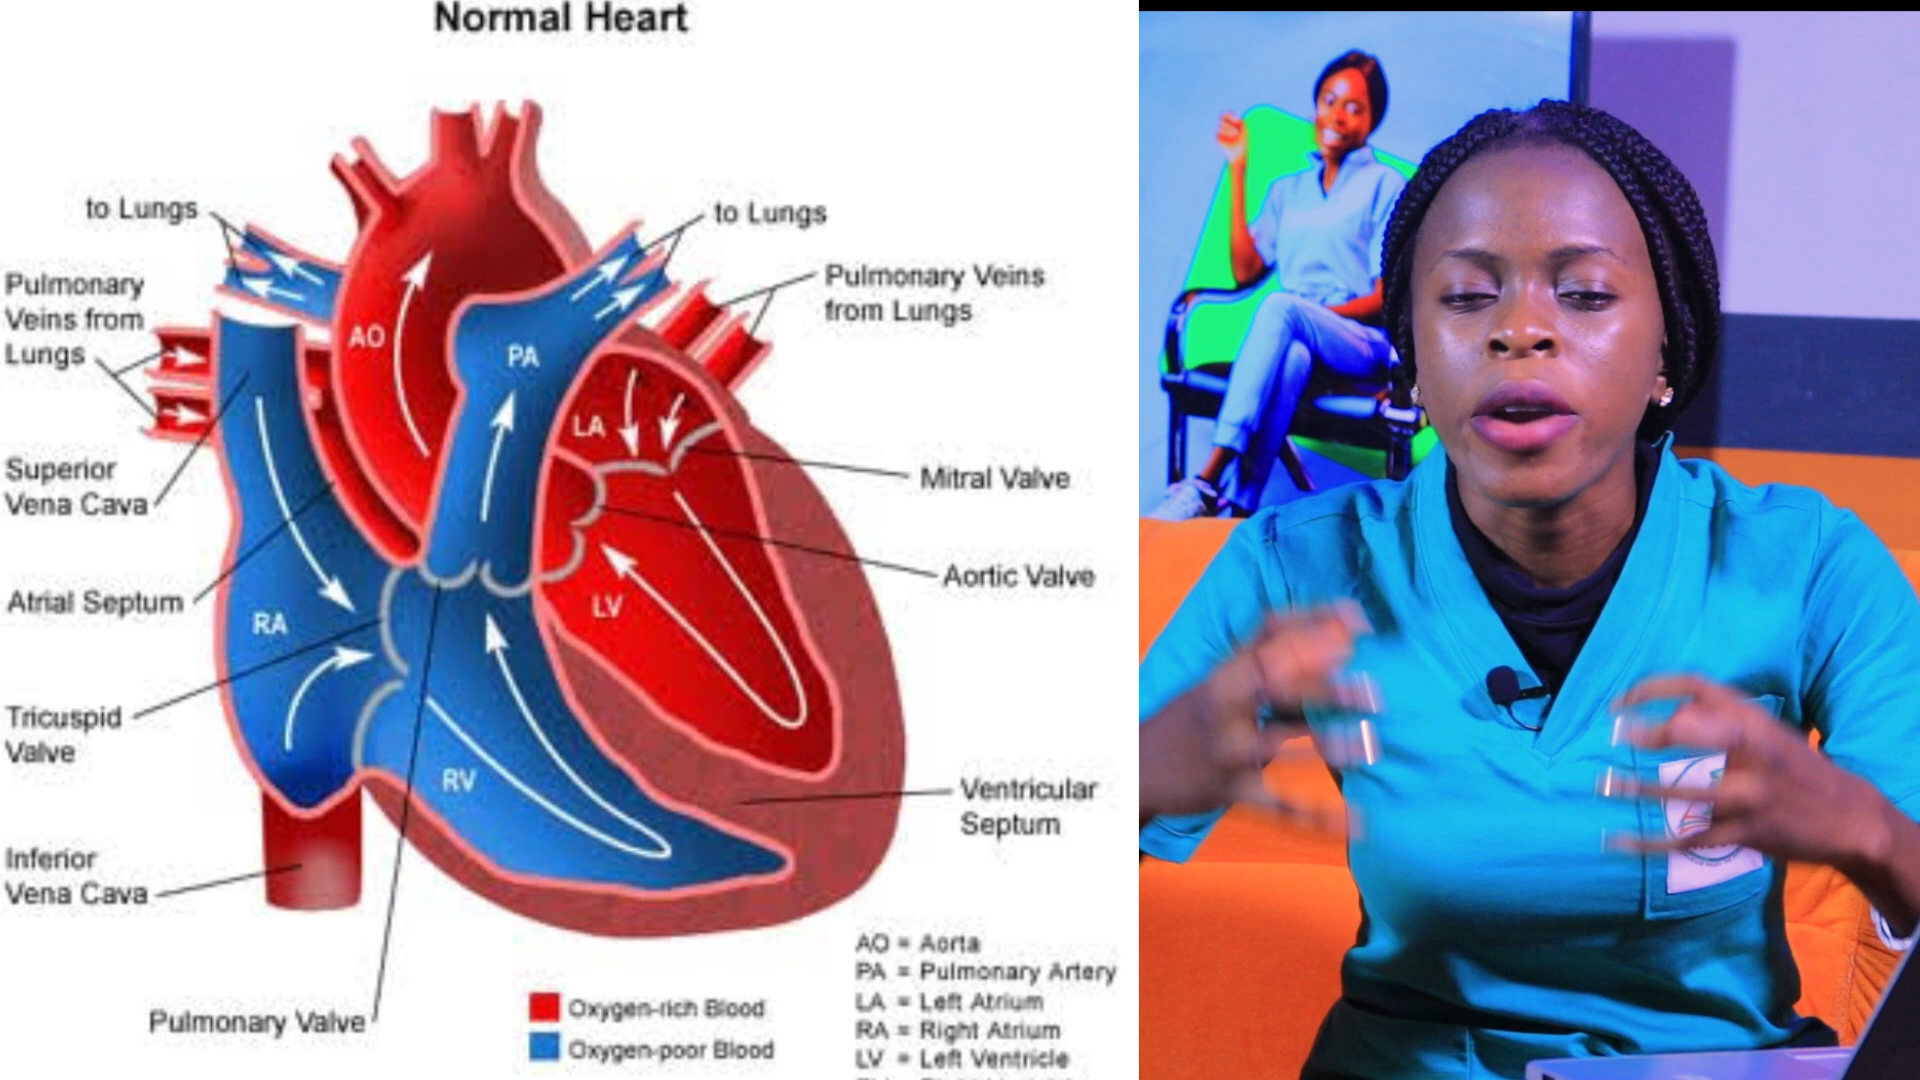 Normal Heart
to Lungs
to Lungs
Pulmonary
Veins from
Lungs
Pulmonary Veins
from Lungs
AO
PA
LA
Superior
Vena Cava
Mitral Valve
Aortic Valve
Atrial Septum
RA
LV
Tricuspid
Valve
RV
Ventricular
Septum
Inferior
Vena Cava
Pulmonary Valve
Oxygen-rich Blood
Oxygen-poor Blood
AO = Aorta
PA = Pulmonary Artery
LA = Left Atrium
RA = Right Atrium
LV = Left Ventricle